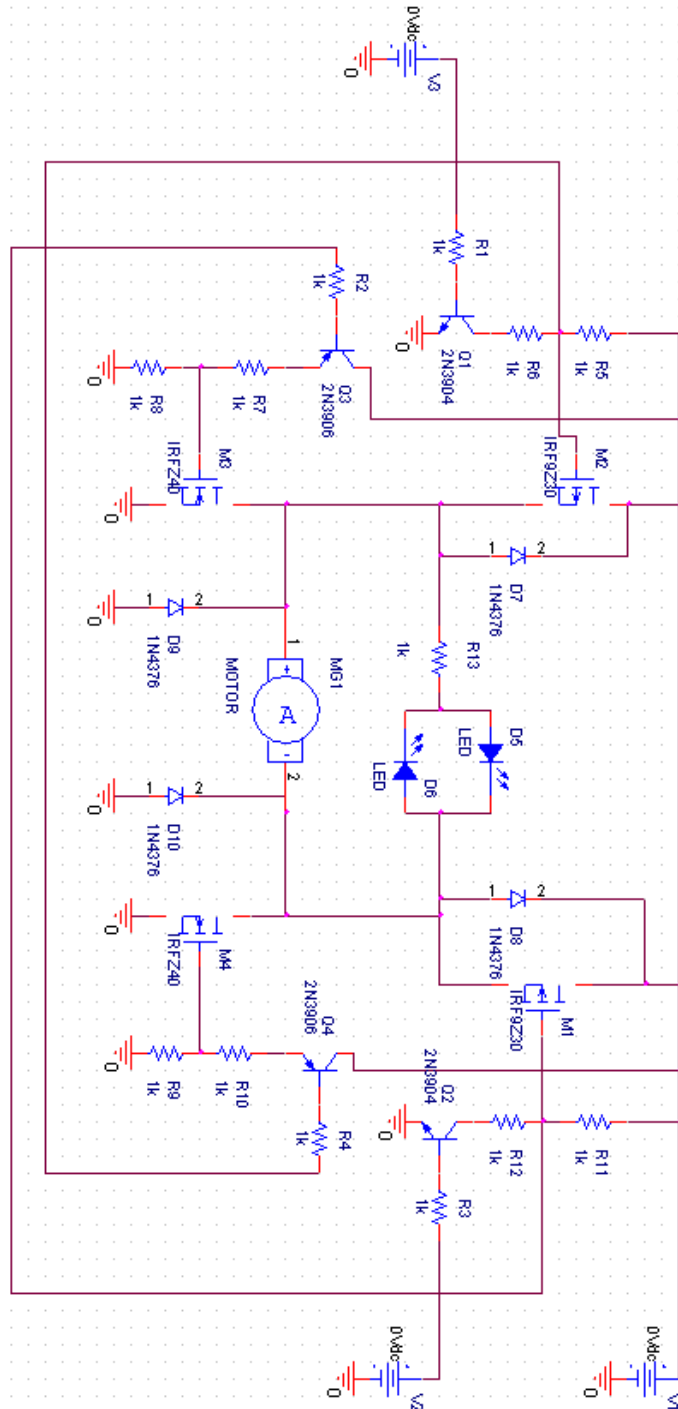 0Vdc
V3
0
R1
1k
Q1
2N3904
0
R6
1k
R5
1k
R2
1k
Q3
2N3906
R7
1k
R8
1k
0
M3
IRFZ40
0
M2
IRF9Z30
1
2
D7
1N4376
1
2
D9
1N4376
0
R13
1k
1
+
MG1
MOTOR
A
-
2
D5
LED
D6
LED
1
2
D10
1N4376
0
1
2
D8
1N4376
M4
IRFZ40
0
M1
IRF9Z30
Q4
2N3906
R10
1k
R9
1k
0
R4
1k
Q2
2N3904
0
R12
1k
R11
1k
R3
1k
0Vdc
V2
0
0Vdc
V1
0